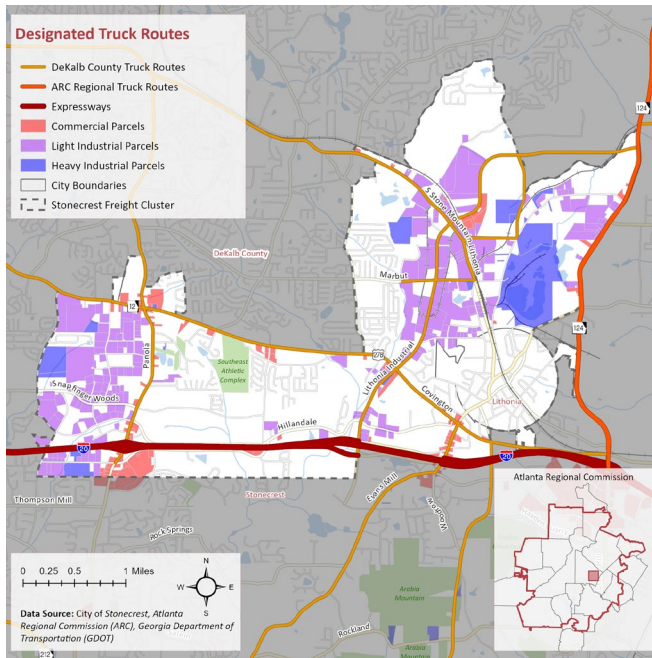 Designated Truck Routes
DeKalb County Truck Routes
ARC Regional Truck Routes
Expressways
Commercial Parcels
Light Industrial Parcels
Heavy Industrial Parcels
City Boundaries
Stonecrest Freight Cluster
124
S Stone Mountain Lithonia
DeKalb County
Marbut
12
124
278
Panola
Southeast
Athletic
Complex
Lithonia Industrial
Snapfinger Woods
Covington
Lithonia
Hillandale
20
20
Evans Mill
Woodrow
Thompson Mill
Stonecrest
Rock Springs
Atlanta Regional Commission
0 0.25 0.5 1 Miles
N
W E
S
Arabia
Mountain
Data Source: City of Stonecrest, Atlanta
Regional Commission (ARC), Georgia Department of
Transportation (GDOT)
Rockland
Arabia
Mountain
212